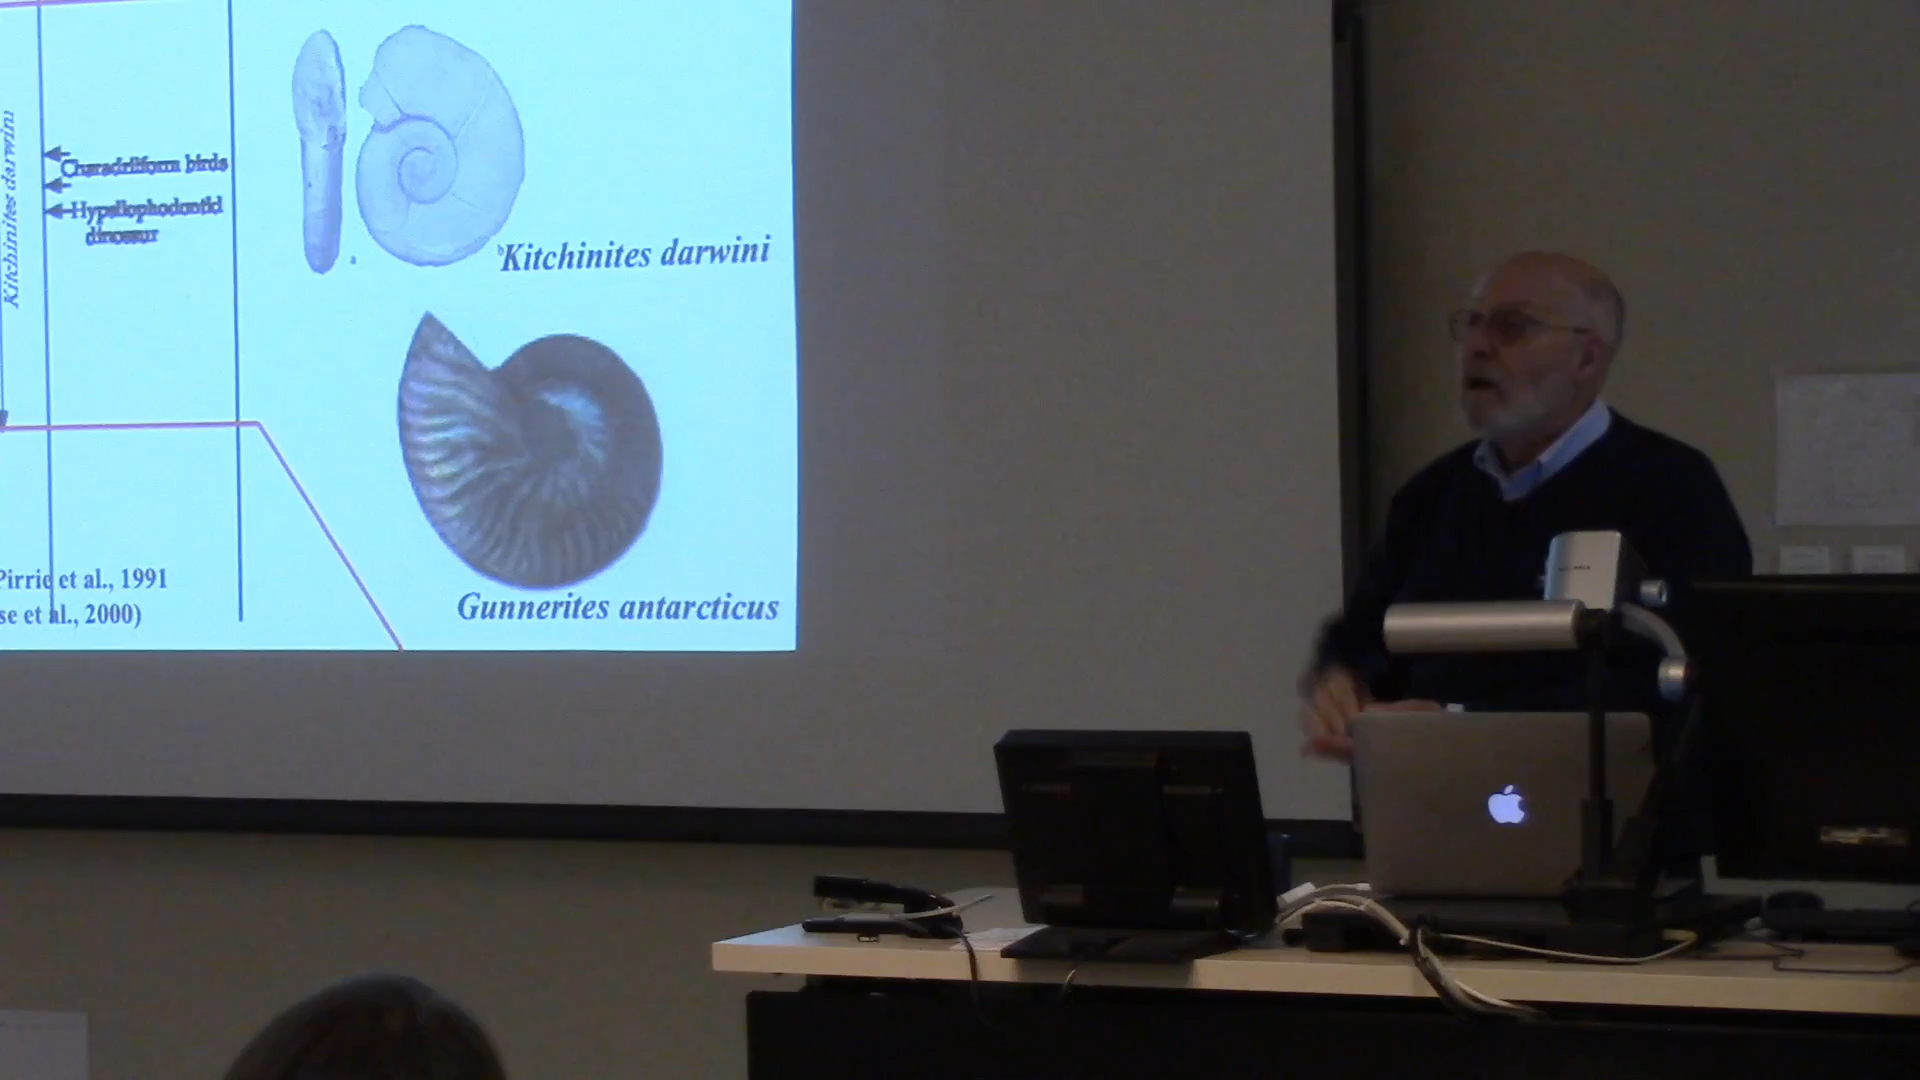 Kitchinites darwini
Charadriiform birds
Hypsilophodontid
dinosaur
a
b
Kitchinites darwini
Gunnerites antarcticus
Pirrie et al., 1991
se et al., 2000)